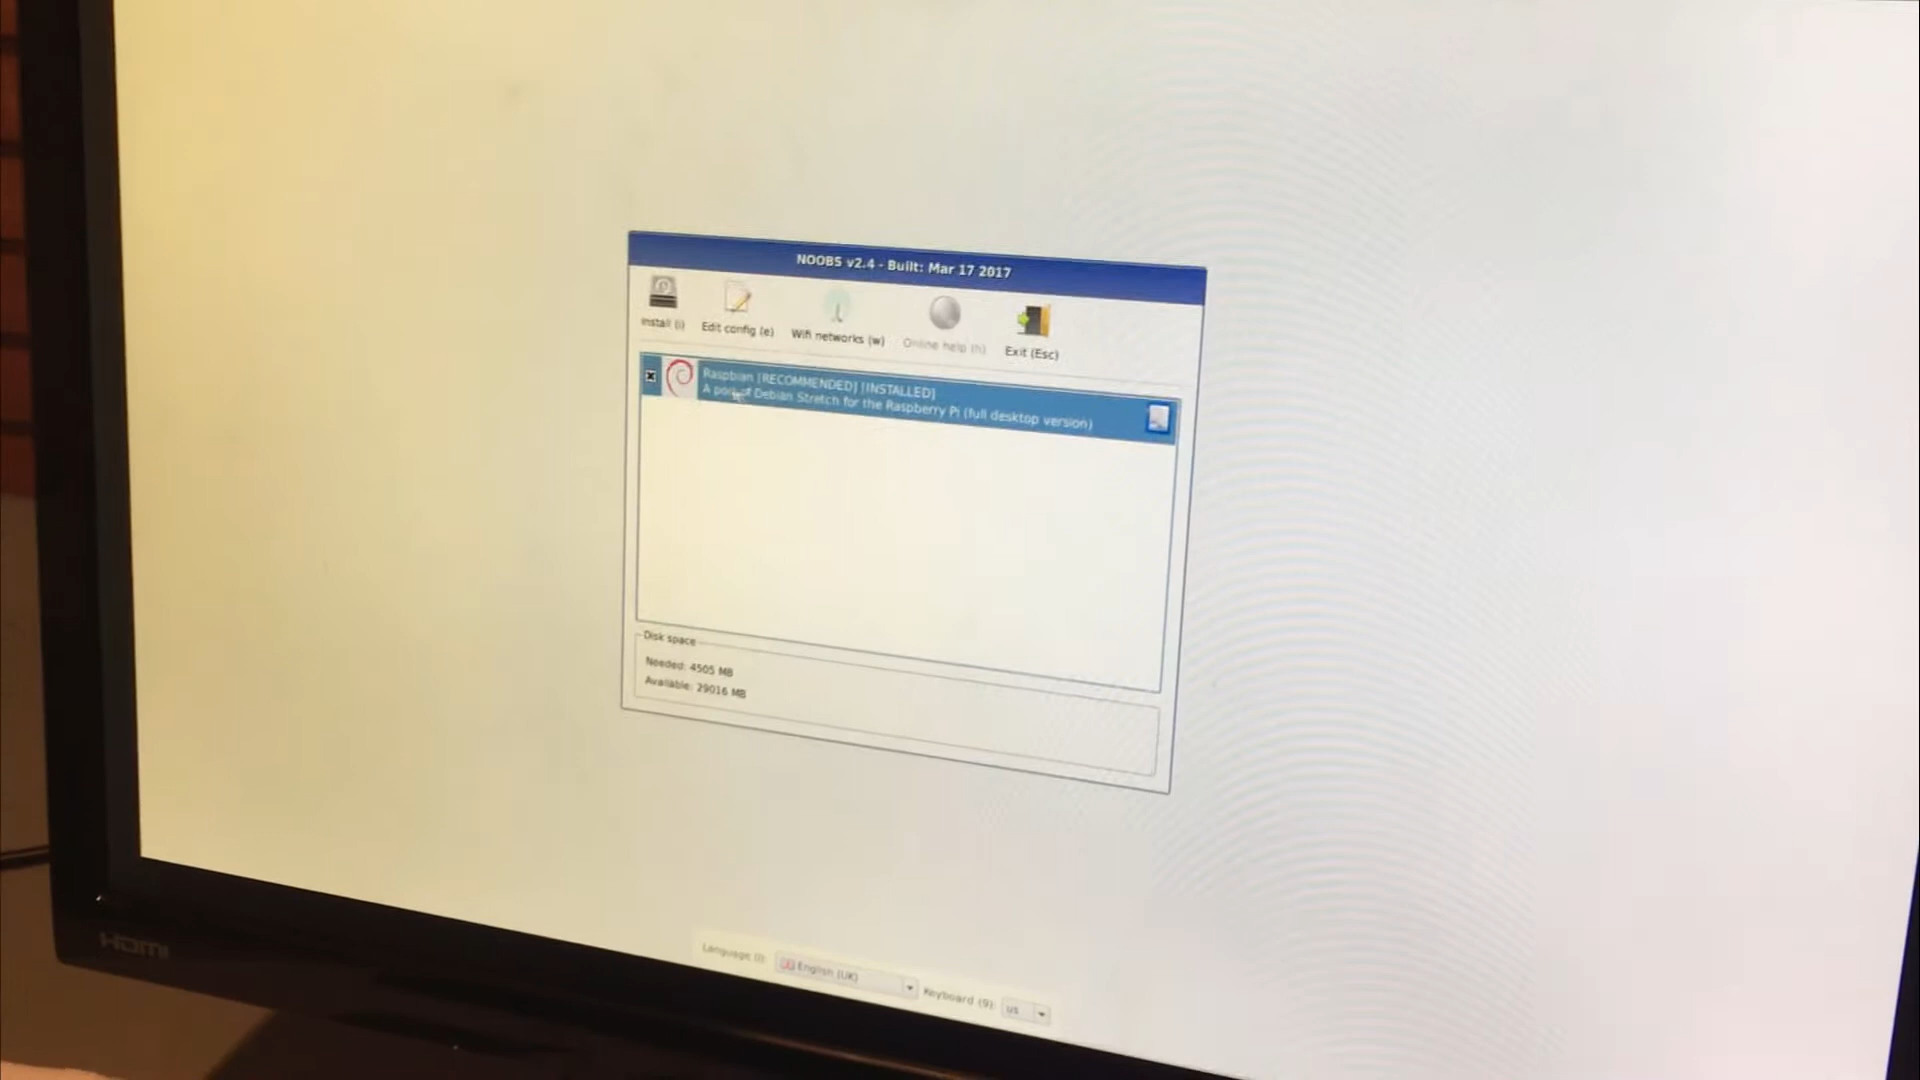 NOOBS v2.4 - Built: Mar 17 2017
Install (i) Edit config (e) Wifi networks (w) Online help (h) Exit (Esc)
Raspbian [RECOMMENDED] [INSTALLED]
A port of Debian Stretch for the Raspberry Pi (full desktop version)
Disk space
Needed: 4505 MB
Available: 29016 MB
Language (l): English (UK) Keyboard (9): us
HDMI